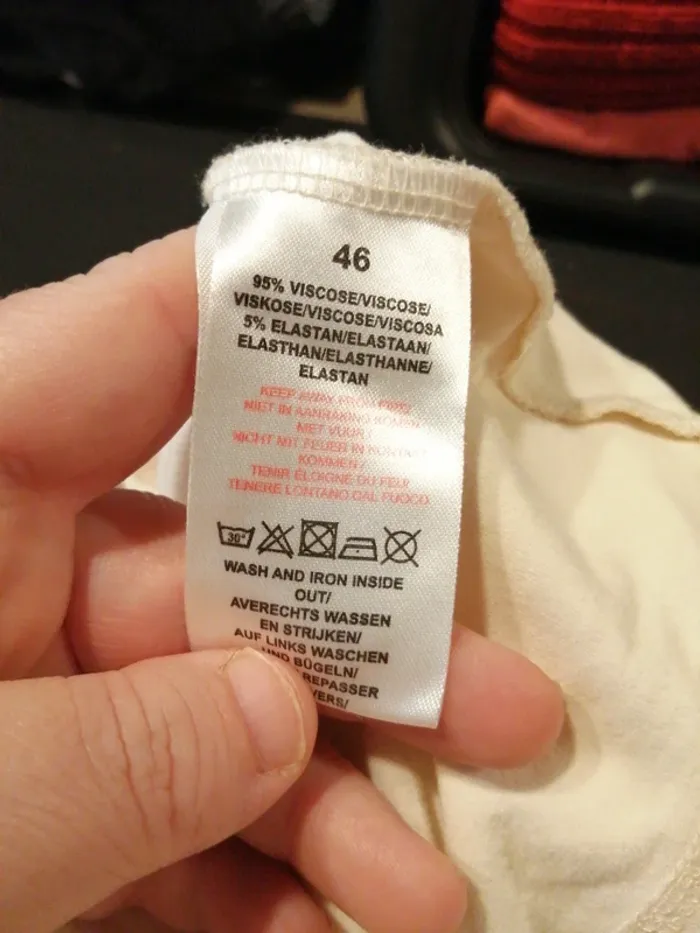 46
95% VISCOSE/VISCOSE/
VISKOSE/VISCOSE/VISCOSA
5% ELASTAN/ELASTAAN/
ELASTHAN/ELASTHANNE/
ELASTAN
KEEP AWAY FROM FIRE/
NIET IN AANRAKING KOMEN
MET VUUR/
NICHT MIT FEUER IN KONTAKT
KOMMEN/
TENIR ÉLOIGNÉ DU FEU/
TENERE LONTANO DAL FUOCO
30°
WASH AND IRON INSIDE
OUT/
AVERECHTS WASSEN
EN STRIJKEN/
AUF LINKS WASCHEN
UND BÜGELN/
REPASSER